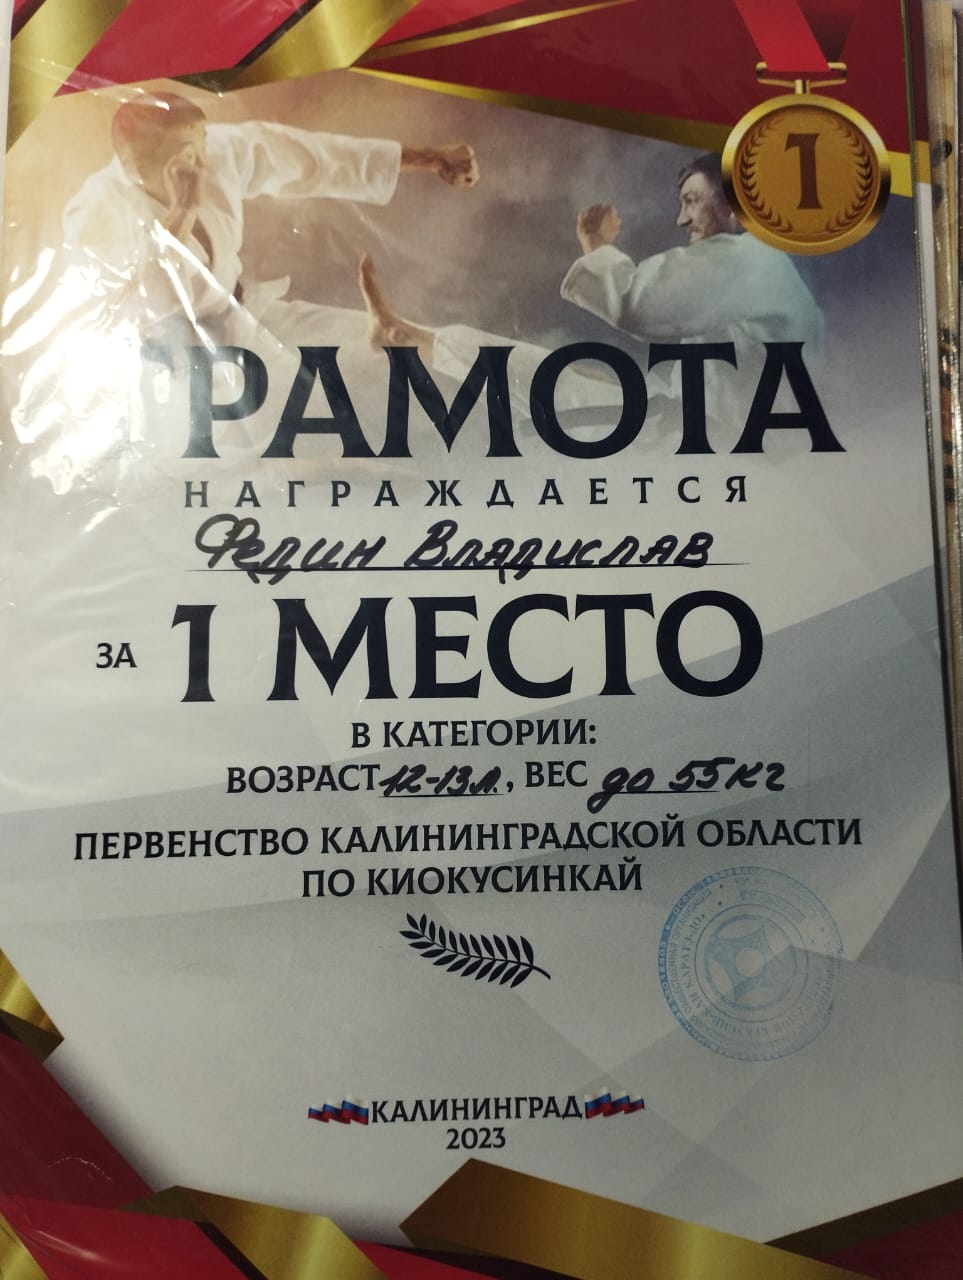 1
ГРАМОТА
НАГРАЖДАЕТСЯ
Федин Владислав
ЗА 1 МЕСТО
В КАТЕГОРИИ:
ВОЗРАСТ 12-13л., ВЕС до 55кг
ПЕРВЕНСТВО КАЛИНИНГРАДСКОЙ ОБЛАСТИ
ПО КИОКУСИНКАЙ
КАЛИНИНГРАД
2023